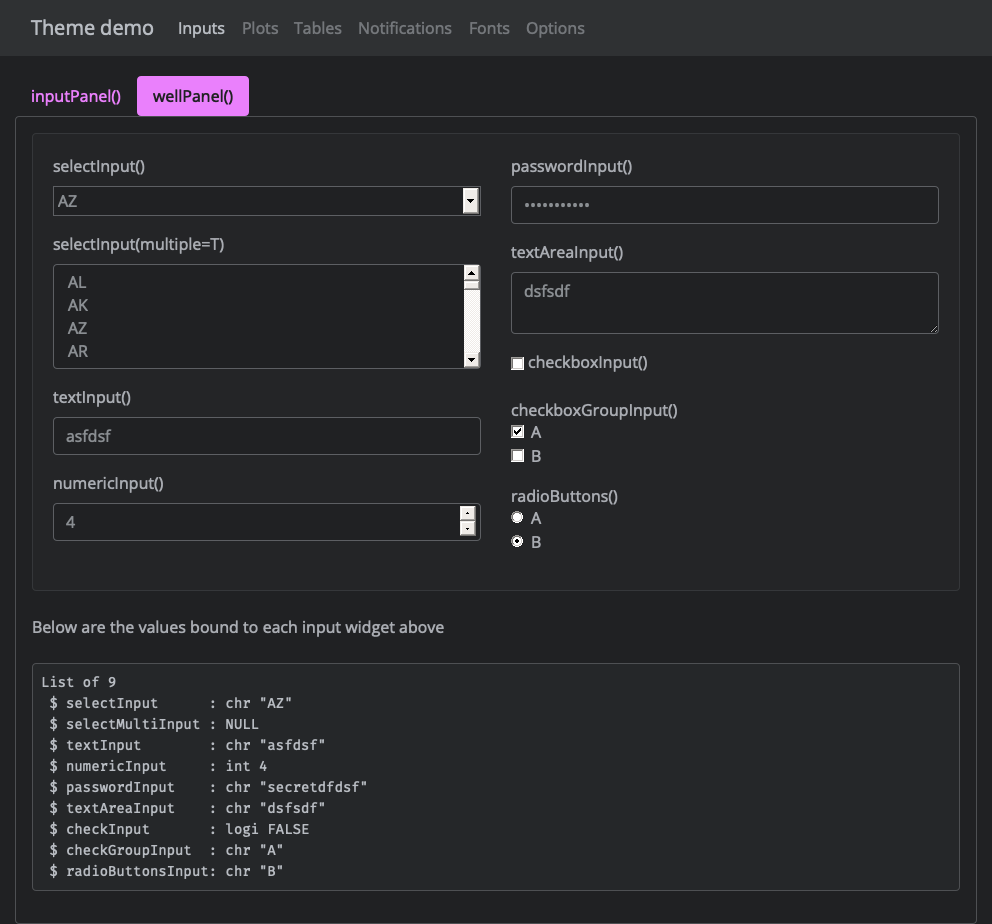 Theme demo Inputs Plots Tables Notifications Fonts Options
inputPanel() wellPanel()
selectInput()
AZ
selectInput(multiple=T)
AL
AK
AZ
AR
textInput()
asfdsf
numericInput()
4
passwordInput()
•••••••••••
textAreaInput()
dsfsdf
checkboxInput()
checkboxGroupInput()
A
B
radioButtons()
A
B
Below are the values bound to each input widget above
List of 9
 $ selectInput      : chr "AZ"
 $ selectMultiInput : NULL
 $ textInput        : chr "asfdsf"
 $ numericInput     : int 4
 $ passwordInput    : chr "secretdfdsf"
 $ textAreaInput    : chr "dsfsdf"
 $ checkInput       : logi FALSE
 $ checkGroupInput  : chr "A"
 $ radioButtonsInput: chr "B"